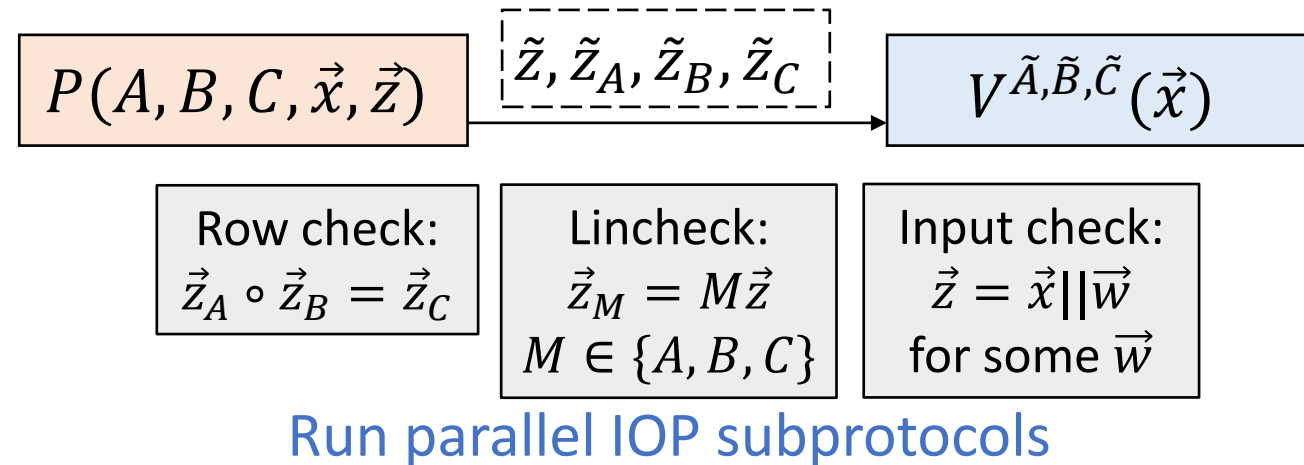 P(A, B, C, x⃗, z⃗)
z̃, z̃_A, z̃_B, z̃_C
V^{Ã,B̃,C̃}(x⃗)
Row check:
z⃗_A ∘ z⃗_B = z⃗_C
Lincheck:
z⃗_M = Mz⃗
M ∈ {A, B, C}
Input check:
z⃗ = x⃗||w⃗
for some w⃗
Run parallel IOP subprotocols